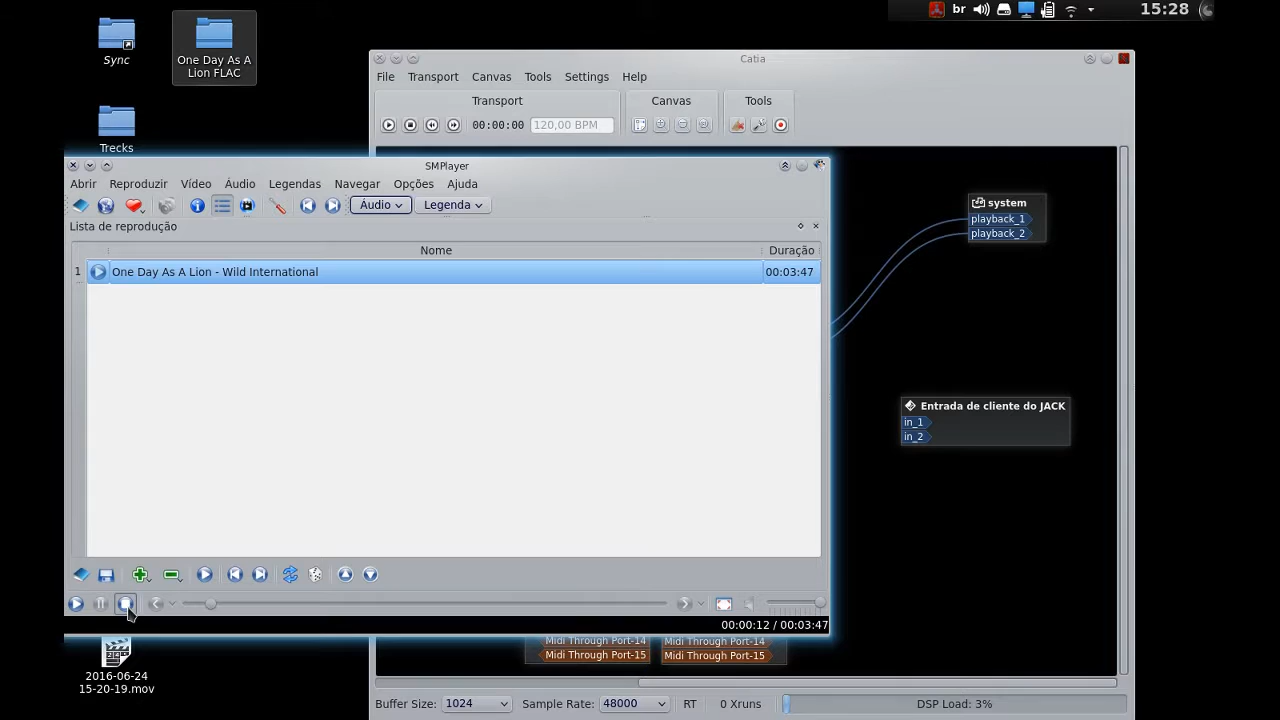 br
15:28
Sync
One Day As A
Lion FLAC
Trecks
Catia
File Transport Canvas Tools Settings Help
Transport
Canvas
Tools
00:00:00
120,00 BPM
SMPlayer
Abrir Reproduzir Vídeo Áudio Legendas Navegar Opções Ajuda
Áudio
Legenda
Lista de reprodução
Nome
Duração
1
One Day As A Lion - Wild International
00:03:47
00:00:12 / 00:03:47
system
playback_1
playback_2
Entrada de cliente do JACK
in_1
in_2
Midi Through Port-14
Midi Through Port-14
Midi Through Port-15
Midi Through Port-15
2016-06-24
15-20-19.mov
Buffer Size: 1024 Sample Rate: 48000 RT 0 Xruns DSP Load: 3%